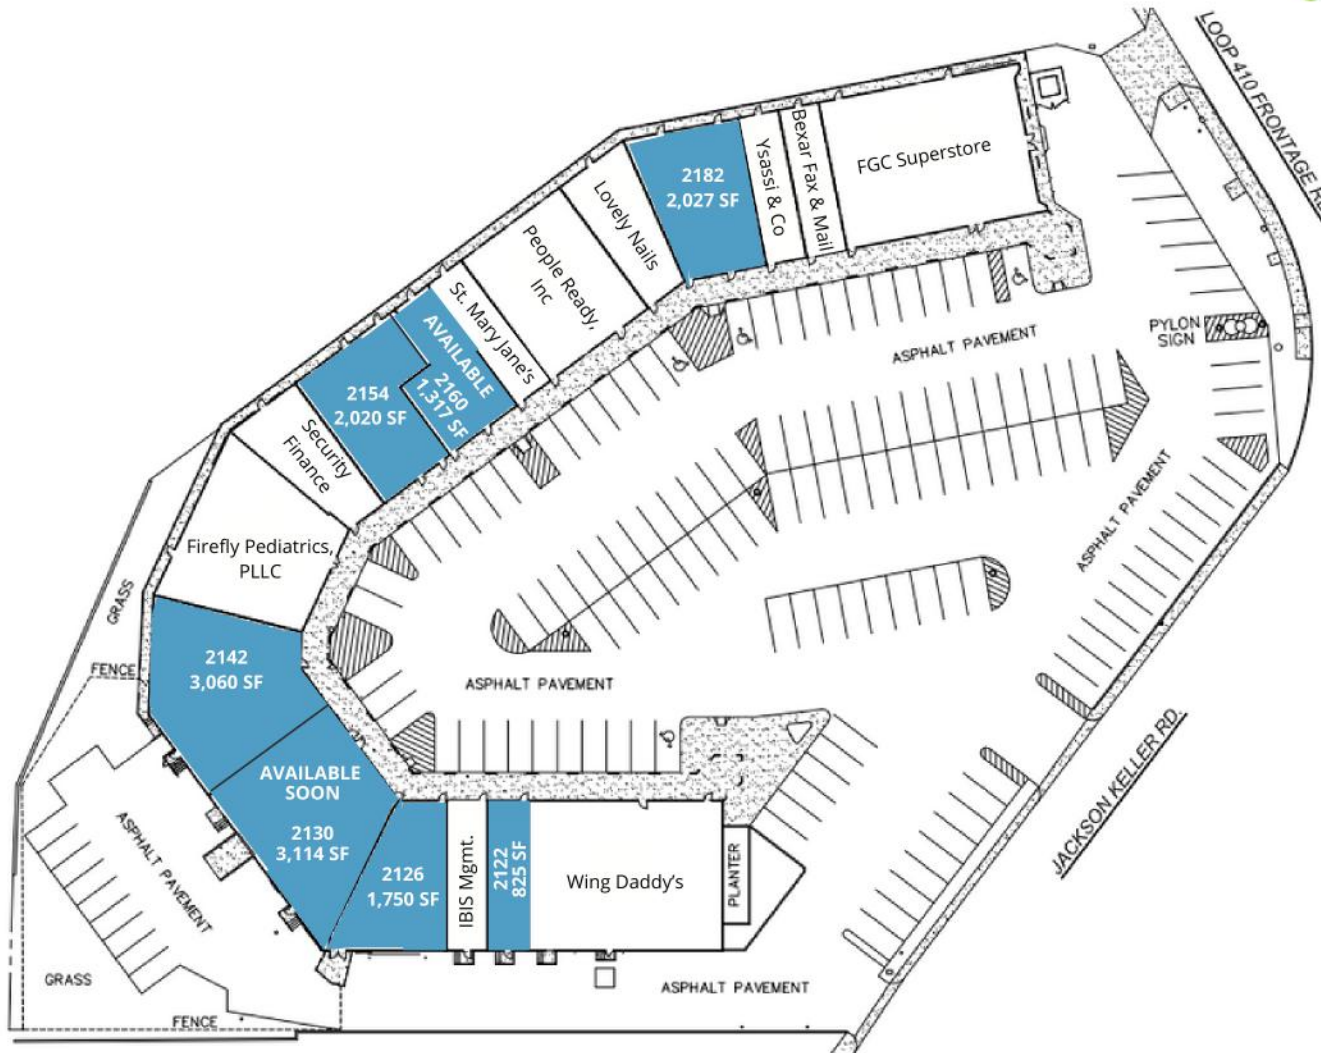 LOOP 410 FRONTAGE
FGC Superstore
Bexar Fax & Mail
Ysassi & Co
2182
2,027 SF
Lovely Nails
People Ready,
Inc
St. Mary Jane's
AVAILABLE
2160
1,317 SF
2154
2,020 SF
Security
Finance
Firefly Pediatrics,
PLLC
2142
3,060 SF
AVAILABLE
SOON
2130
3,114 SF
2126
1,750 SF
IBIS Mgmt.
2122
825 SF
Wing Daddy's
PLANTER
PYLON
SIGN
ASPHALT PAVEMENT
ASPHALT PAVEMENT
ASPHALT PAVEMENT
JACKSON KELLER RD.
GRASS
FENCE
ASPHALT PAVEMENT
GRASS
FENCE
ASPHALT PAVEMENT